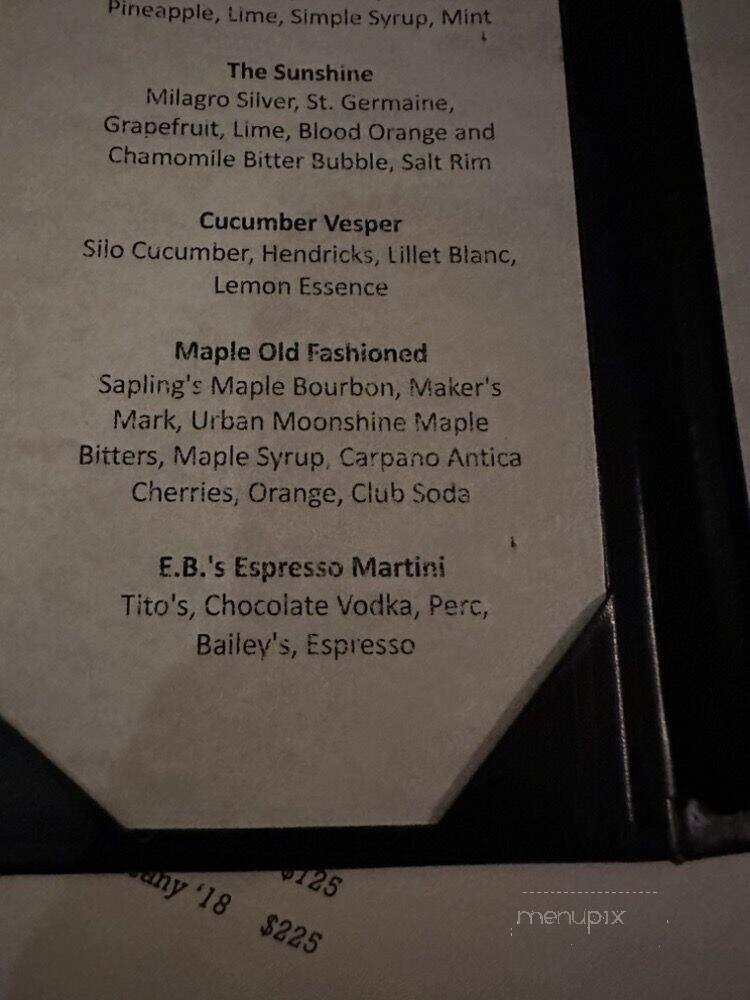 Pineapple, Lime, Simple Syrup, Mint
The Sunshine
Milagro Silver, St. Germaine,
Grapefruit, Lime, Blood Orange and
Chamomile Bitter Bubble, Salt Rim
Cucumber Vesper
Silo Cucumber, Hendricks, Lillet Blanc,
Lemon Essence
Maple Old Fashioned
Sapling's Maple Bourbon, Maker's
Mark, Urban Moonshine Maple
Bitters, Maple Syrup, Carpano Antica
Cherries, Orange, Club Soda
E.B.'s Espresso Martini
Tito's, Chocolate Vodka, Perc,
Bailey's, Espresso
$125
'18 $225
menupix